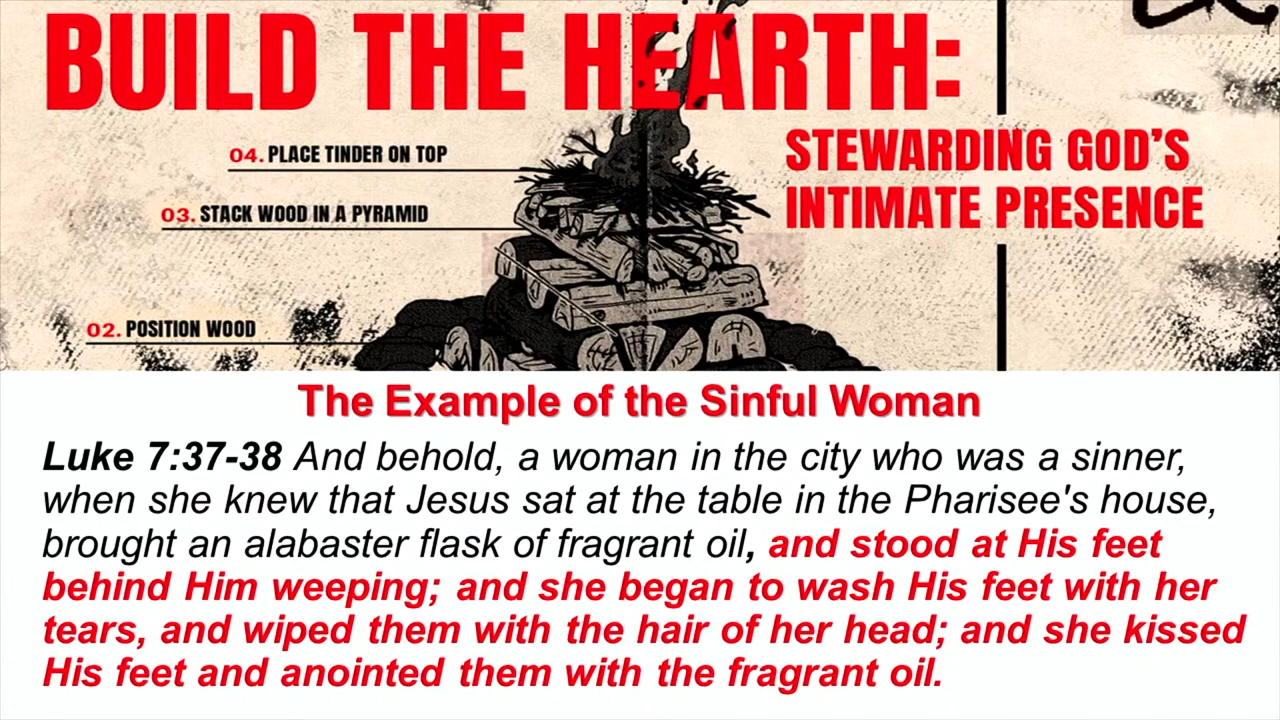 BUILD THE HEARTH:
STEWARDING GOD'S
INTIMATE PRESENCE
04. PLACE TINDER ON TOP
03. STACK WOOD IN A PYRAMID
02. POSITION WOOD
The Example of the Sinful Woman
Luke 7:37-38 And behold, a woman in the city who was a sinner,
when she knew that Jesus sat at the table in the Pharisee's house,
brought an alabaster flask of fragrant oil, and stood at His feet
behind Him weeping; and she began to wash His feet with her
tears, and wiped them with the hair of her head; and she kissed
His feet and anointed them with the fragrant oil.